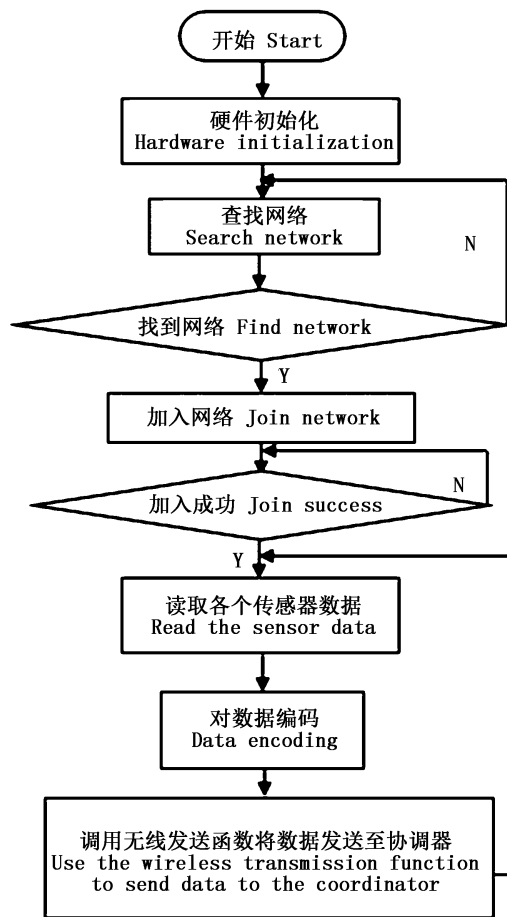 开始 Start
硬件初始化
Hardware initialization
查找网络
Search network
N
找到网络 Find network
Y
加入网络 Join network
加入成功 Join success
N
Y
读取各个传感器数据
Read the sensor data
对数据编码
Data encoding
调用无线发送函数将数据发送至协调器
Use the wireless transmission function
to send data to the coordinator